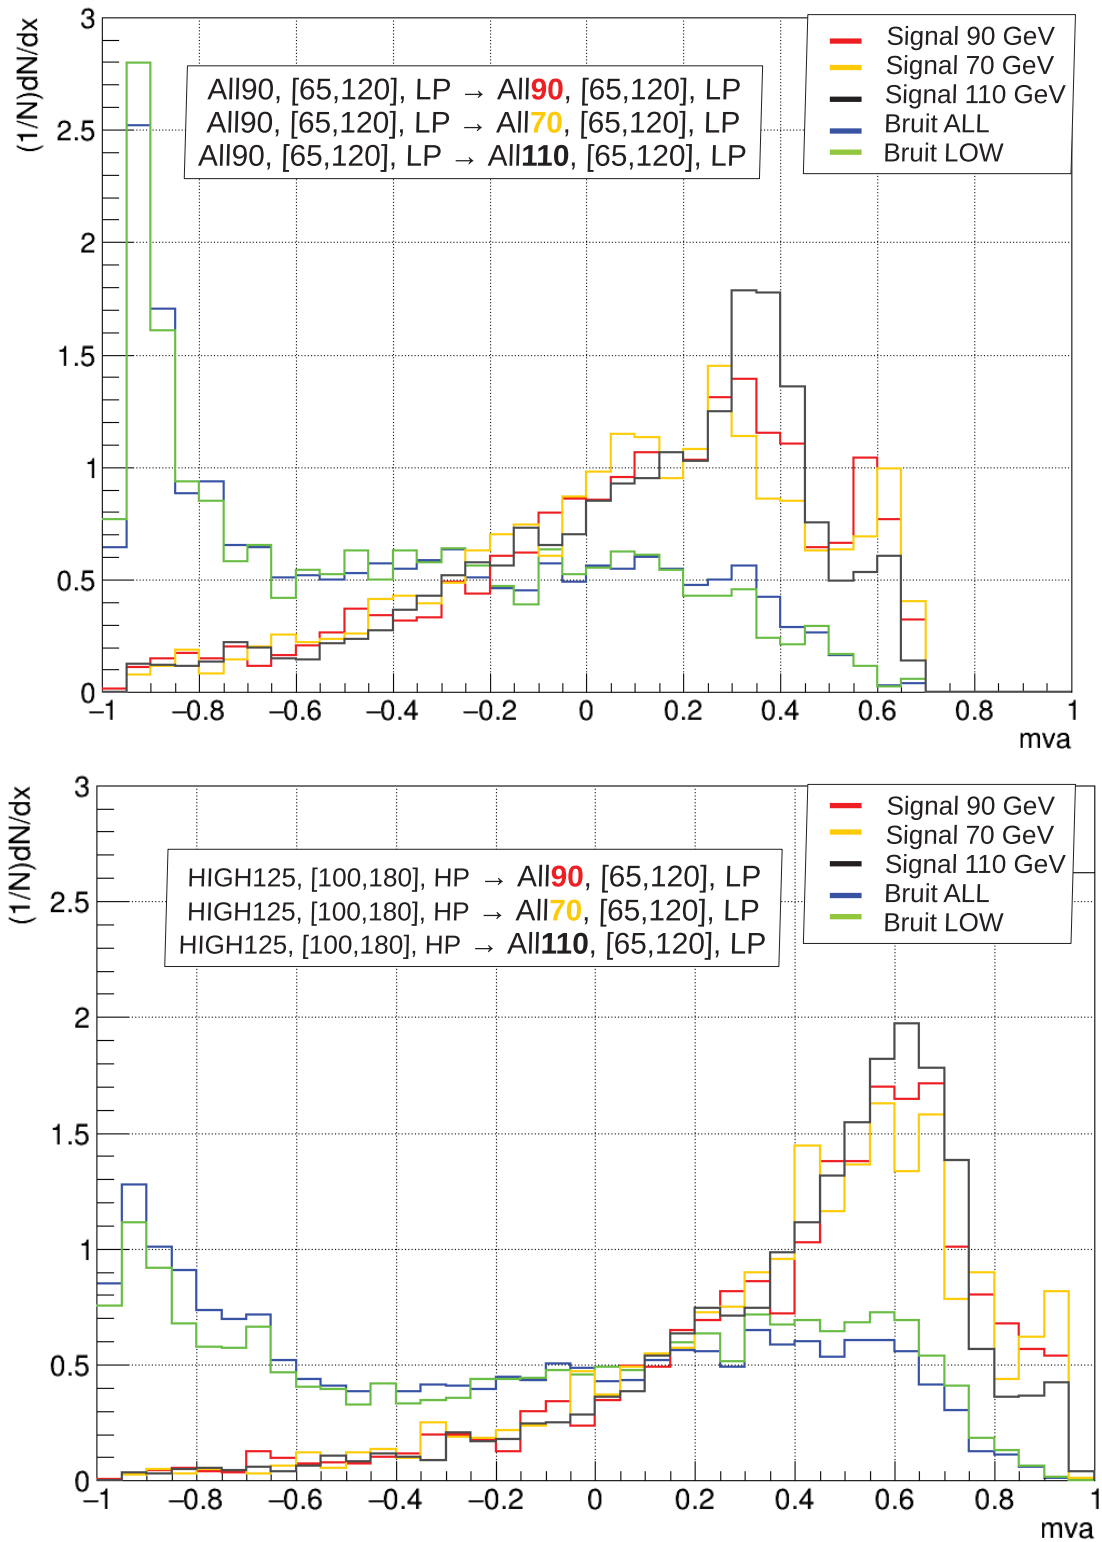 (1/N)dN/dx
3
2.5
2
1.5
1
0.5
0
All90, [65,120], LP → All90, [65,120], LP
All90, [65,120], LP → All70, [65,120], LP
All90, [65,120], LP → All110, [65,120], LP
Signal 90 GeV
Signal 70 GeV
Signal 110 GeV
Bruit ALL
Bruit LOW
−1 −0.8 −0.6 −0.4 −0.2 0 0.2 0.4 0.6 0.8 1
mva
(1/N)dN/dx
3
2.5
2
1.5
1
0.5
0
HIGH125, [100,180], HP → All90, [65,120], LP
HIGH125, [100,180], HP → All70, [65,120], LP
HIGH125, [100,180], HP → All110, [65,120], LP
Signal 90 GeV
Signal 70 GeV
Signal 110 GeV
Bruit ALL
Bruit LOW
−1 −0.8 −0.6 −0.4 −0.2 0 0.2 0.4 0.6 0.8 1
mva